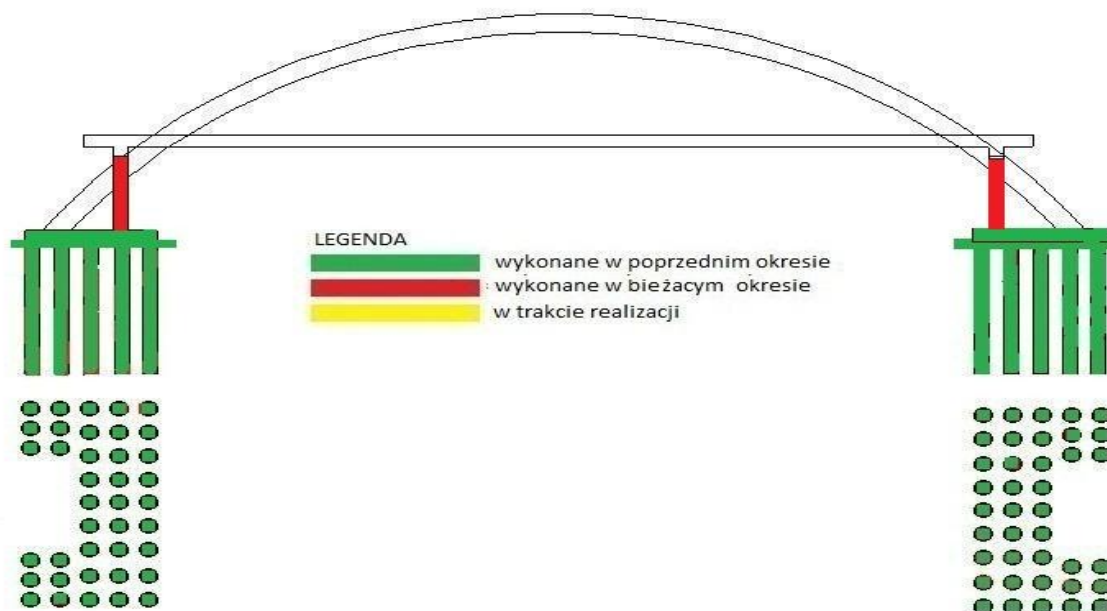 LEGENDA
wykonane w poprzednim okresie
wykonane w bieżacym okresie
w trakcie realizacji